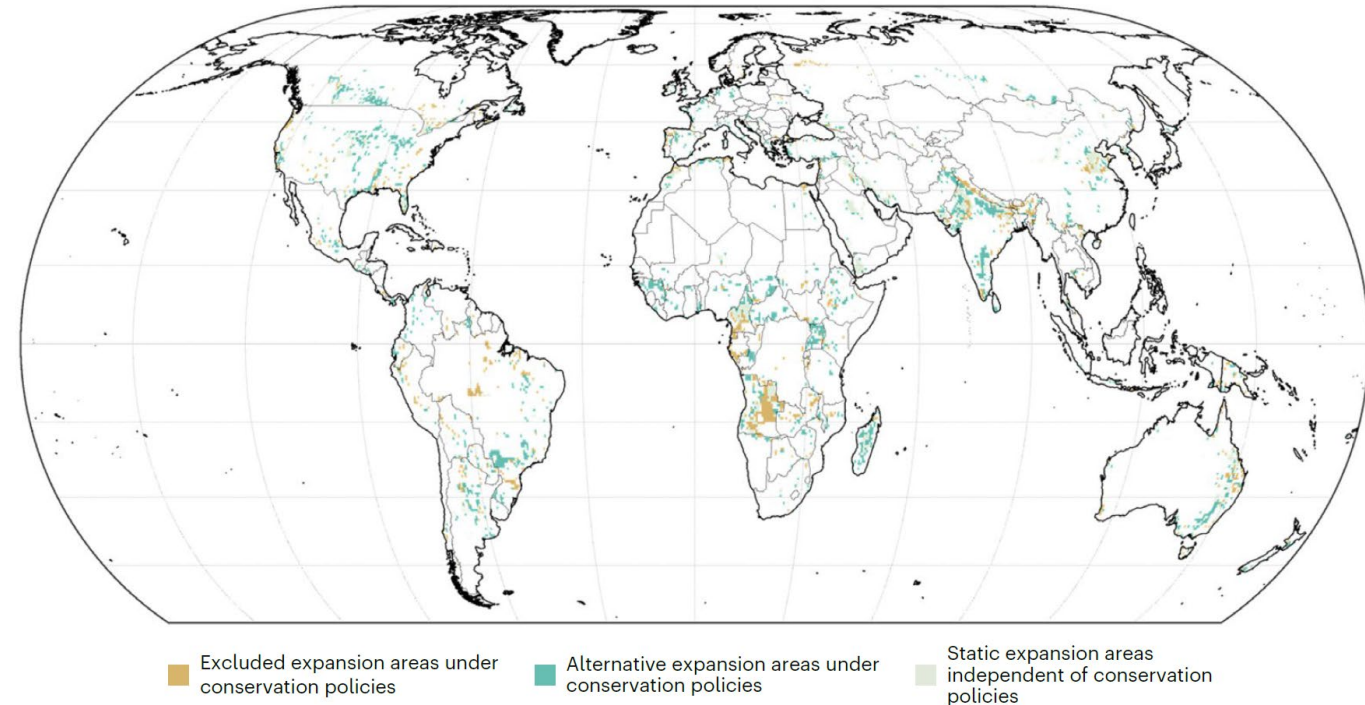 Excluded expansion areas under
conservation policies
Alternative expansion areas under
conservation policies
Static expansion areas
independent of conservation
policies